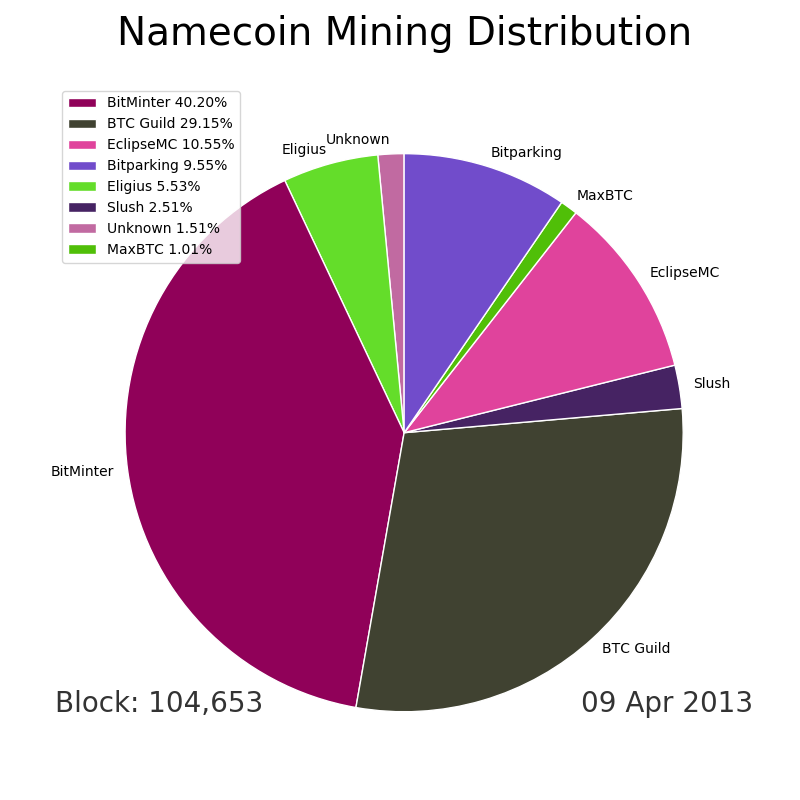 Namecoin Mining Distribution
BitMinter 40.20%
BTC Guild 29.15%
EclipseMC 10.55%
Bitparking 9.55%
Eligius 5.53%
Slush 2.51%
Unknown 1.51%
MaxBTC 1.01%
Unknown
Eligius
Bitparking
MaxBTC
EclipseMC
Slush
BitMinter
BTC Guild
Block: 104,653
09 Apr 2013